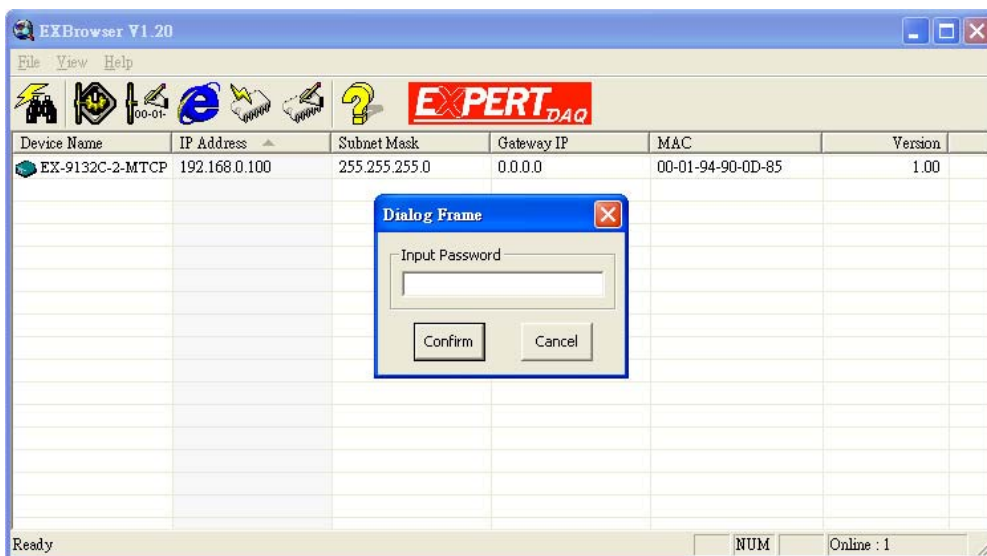 EXBrowser V1.20
File View Help
00-01-
EXPERT DAQ
Device Name IP Address Subnet Mask Gateway IP MAC Version
EX-9132C-2-MTCP 192.168.0.100 255.255.255.0 0.0.0.0 00-01-94-90-0D-85 1.00
Dialog Frame
Input Password
Confirm Cancel
Ready NUM Online : 1